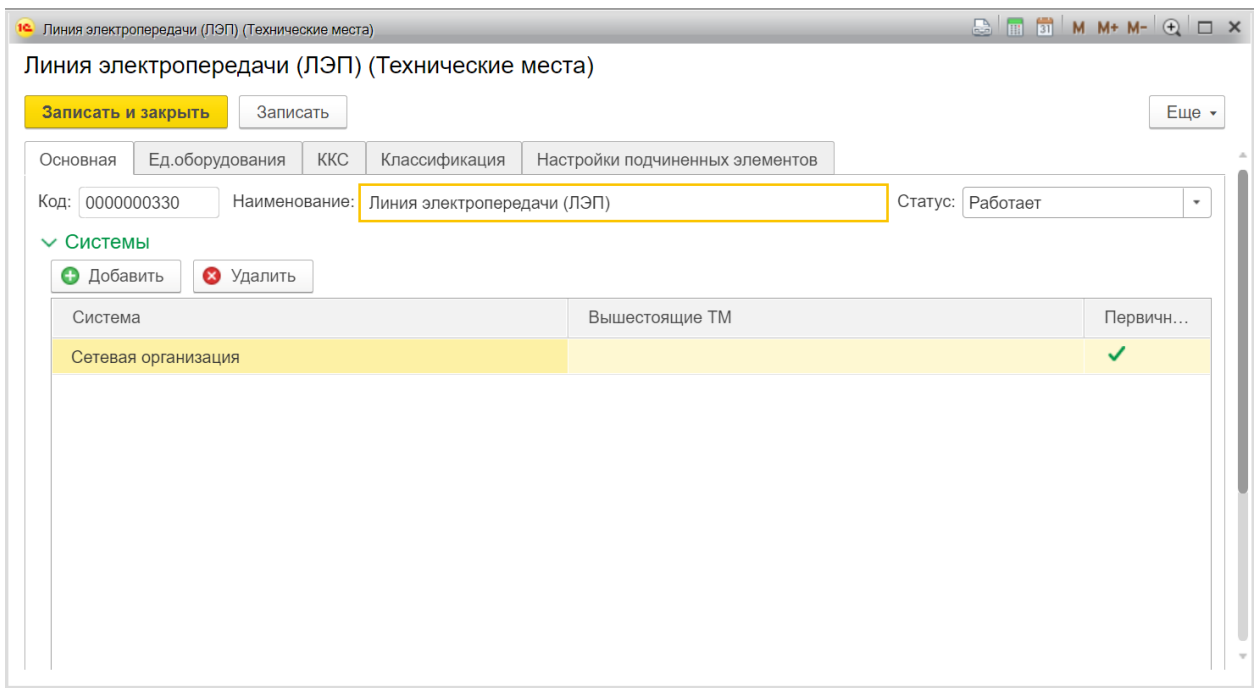 1С Линия электропередачи (ЛЭП) (Технические места) 31 M M+ M-
Линия электропередачи (ЛЭП) (Технические места)
Записать и закрыть Записать Еще
Основная Ед.оборудования ККС Классификация Настройки подчиненных элементов
Код: 0000000330 Наименование: Линия электропередачи (ЛЭП) Статус: Работает
Системы
Добавить Удалить
Система Вышестоящие ТМ Первичн…
Сетевая организация